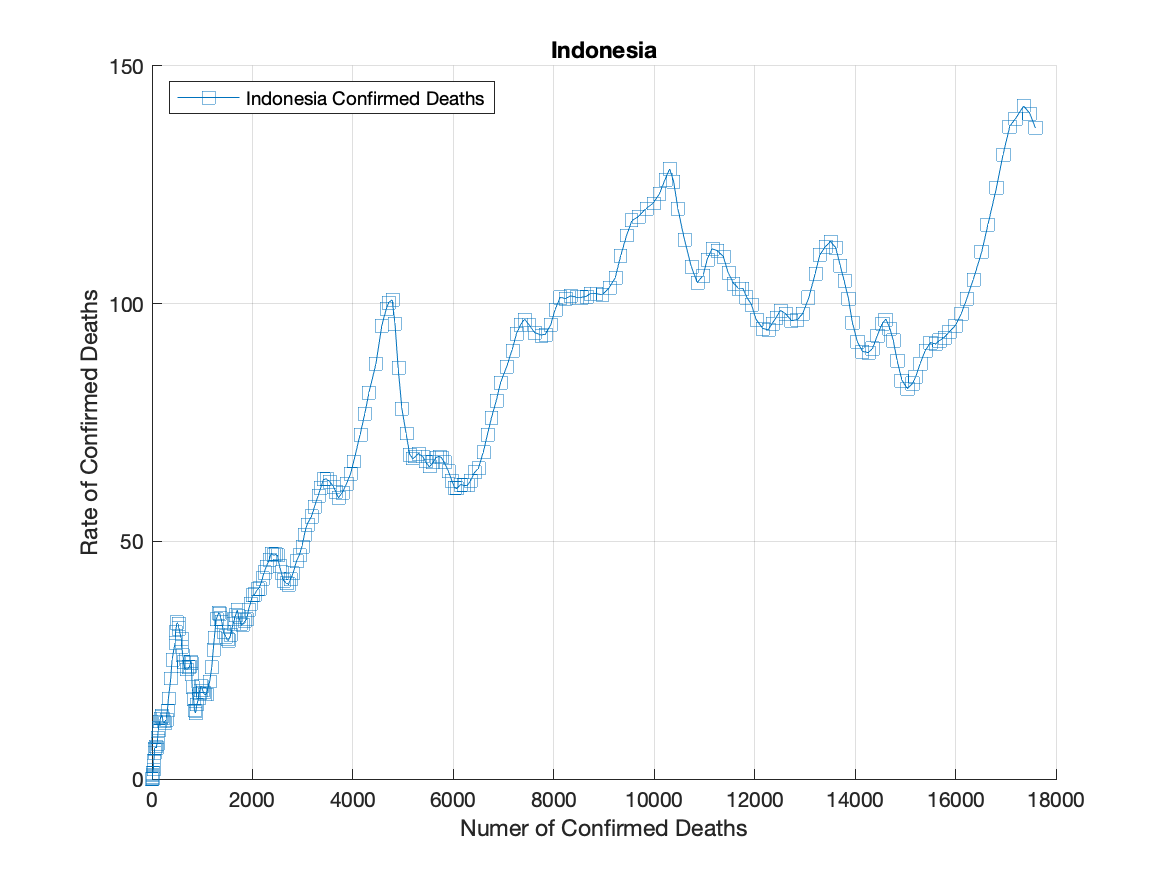 Indonesia
Indonesia Confirmed Deaths
150
100
50
0
Rate of Confirmed Deaths
0 2000 4000 6000 8000 10000 12000 14000 16000 18000
Numer of Confirmed Deaths